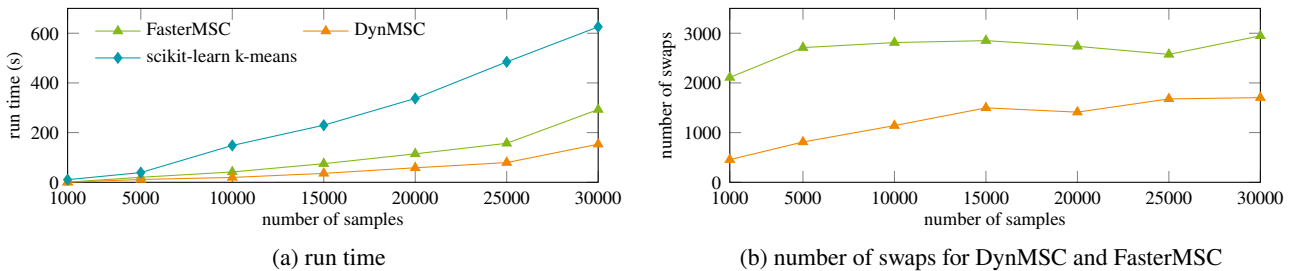 FasterMSC
DynMSC
scikit-learn k-means
run time (s)
600
400
200
0
1000 5000 10000 15000 20000 25000 30000
number of samples
(a) run time
number of swaps
3000
2000
1000
0
1000 5000 10000 15000 20000 25000 30000
number of samples
(b) number of swaps for DynMSC and FasterMSC